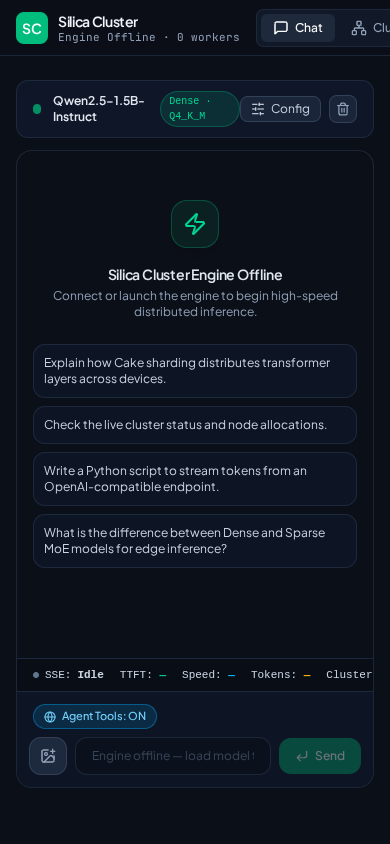 SC
Silica Cluster
Engine Offline · 0 workers
Chat
Clu
Qwen2.5-1.5B-
Instruct
Dense ·
Q4_K_M
Config
Silica Cluster Engine Offline
Connect or launch the engine to begin high-speed
distributed inference.
Explain how Cake sharding distributes transformer
layers across devices.
Check the live cluster status and node allocations.
Write a Python script to stream tokens from an
OpenAI-compatible endpoint.
What is the difference between Dense and Sparse
MoE models for edge inference?
SSE: Idle TTFT: — Speed: — Tokens: — Cluster
Agent Tools: ON
Engine offline — load model
Send